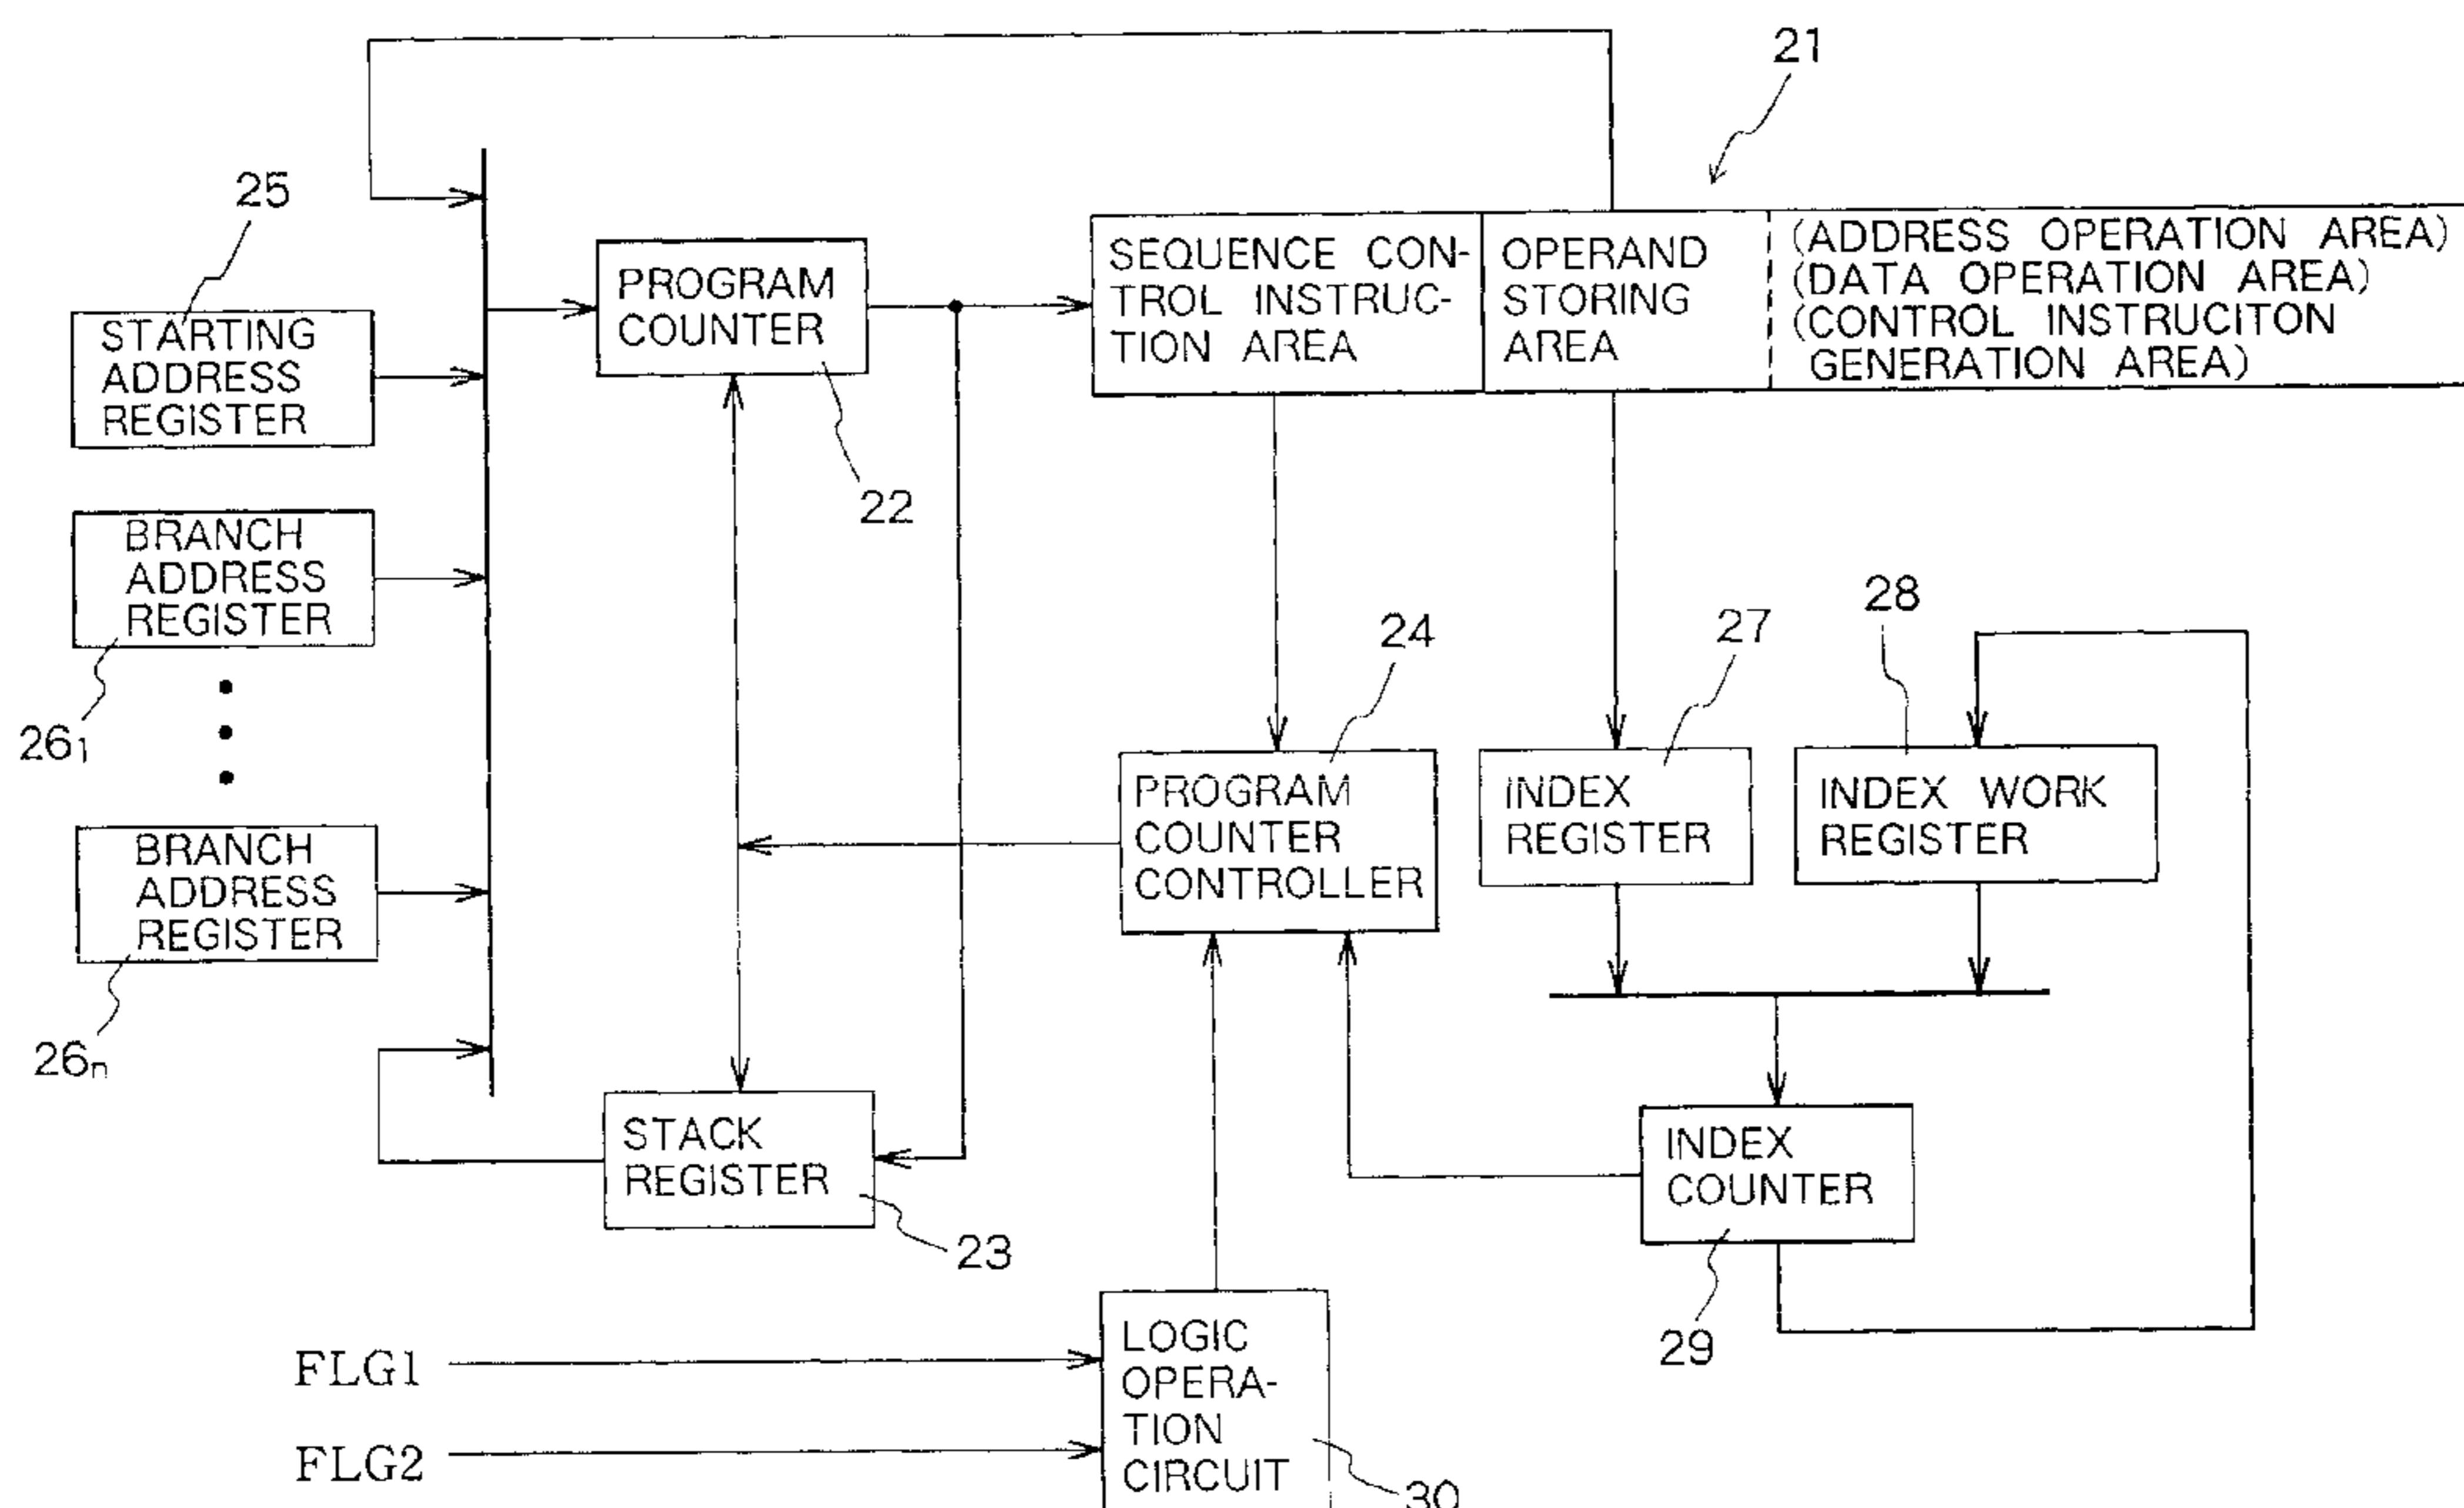 21
25
STARTING
ADDRESS
REGISTER
PROGRAM
COUNTER
22
SEQUENCE CON-
TROL INSTRUC-
TION AREA
OPERAND
STORING
AREA
(ADDRESS OPERATION AREA)
(DATA OPERATION AREA)
(CONTROL INSTRUCITON
GENERATION AREA)
BRANCH
ADDRESS
REGISTER
26₁
BRANCH
ADDRESS
REGISTER
26ₙ
24
PROGRAM
COUNTER
CONTROLLER
27
INDEX
REGISTER
28
INDEX WORK
REGISTER
STACK
REGISTER
23
INDEX
COUNTER
29
FLG1
FLG2
LOGIC
OPERA-
TION
CIRCUIT
30